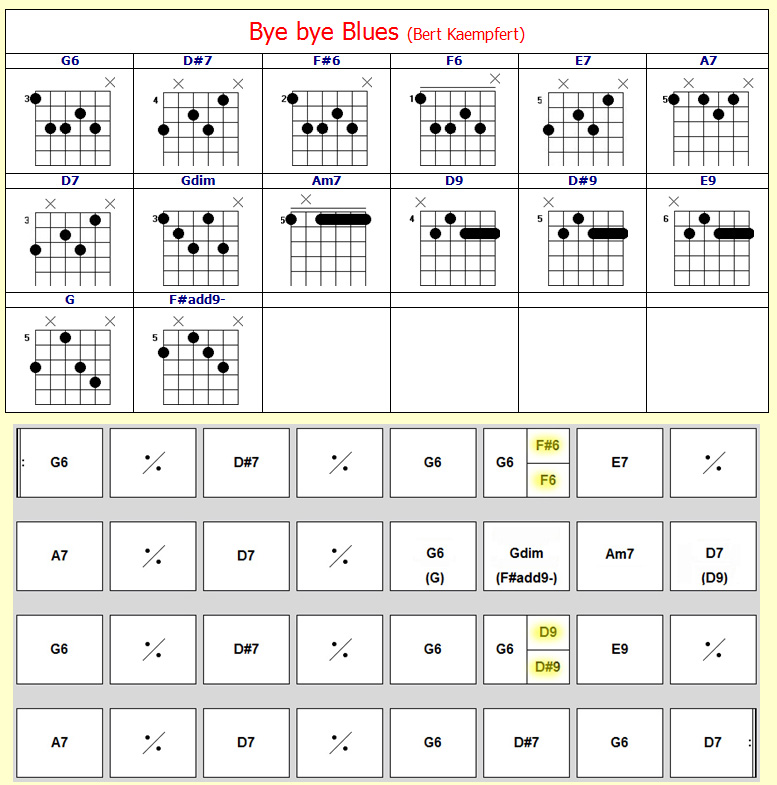 Bye bye Blues (Bert Kaempfert)
G6 D#7 F#6 F6 E7 A7
× × × × × × × × × ×
3 4 2 1 5 5
D7 Gdim Am7 D9 D#9 E9
× × × × × × ×
3 3 5 4 5 6
G F#add9-
× × × ×
5 5
G6 ٪ D#7 ٪ G6 G6 F#6 E7 ٪
F6
A7 ٪ D7 ٪ G6 Gdim Am7 D7
(G) (F#add9-) (D9)
G6 ٪ D#7 ٪ G6 G6 D9 E9 ٪
D#9
A7 ٪ D7 ٪ G6 D#7 G6 D7